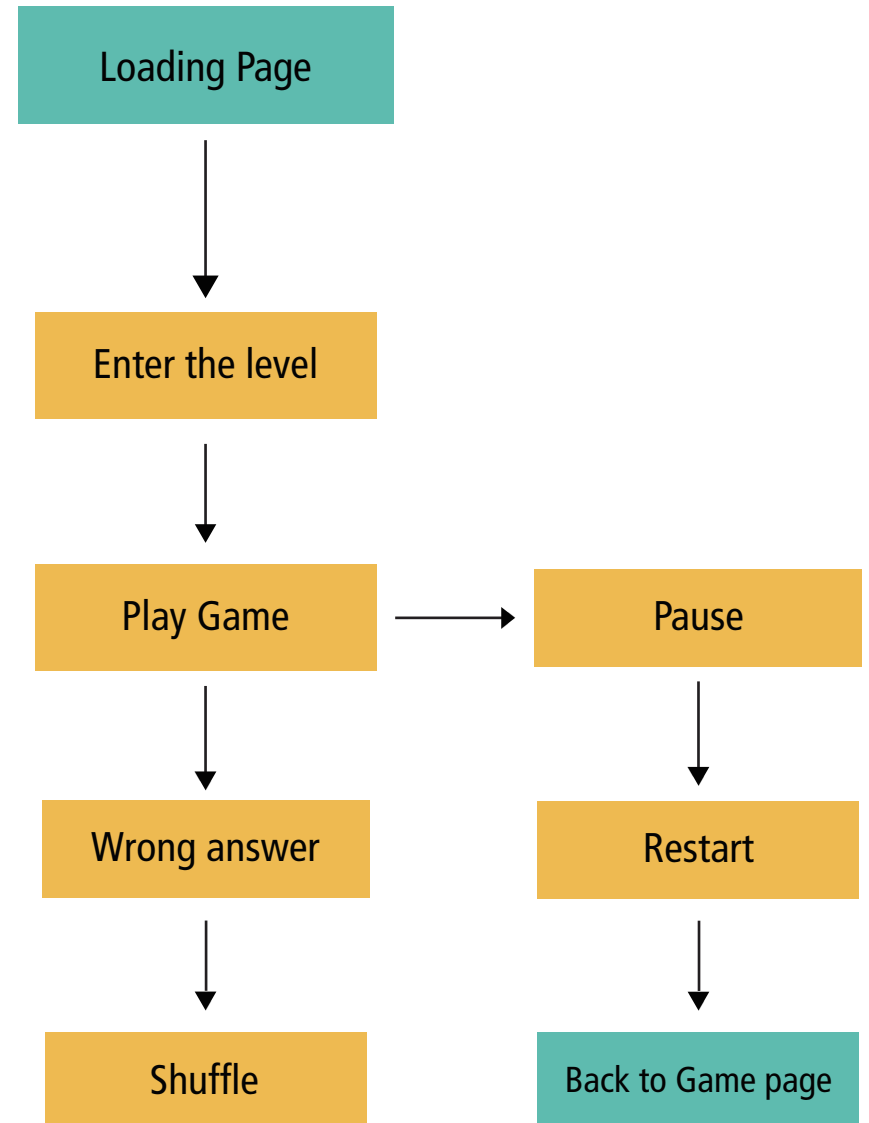 Loading Page
Enter the level
Play Game
Pause
Wrong answer
Restart
Shuffle
Back to Game page